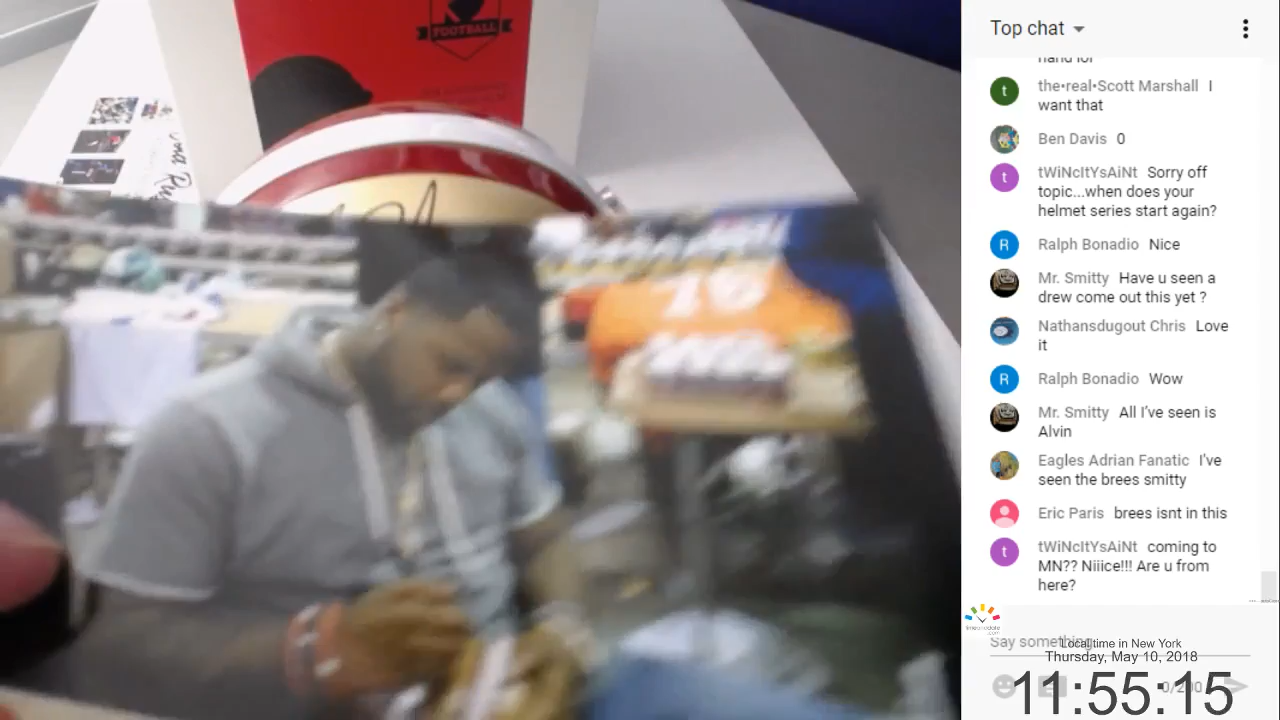 FOOTBALL
16
Top chat
hand for
the•real•Scott Marshall I
want that
Ben Davis 0
tWiNcItYsAiNt Sorry off
topic...when does your
helmet series start again?
Ralph Bonadio Nice
Mr. Smitty Have u seen a
drew come out this yet ?
Nathansdugout Chris Love
it
Ralph Bonadio Wow
Mr. Smitty All I've seen is
Alvin
Eagles Adrian Fanatic I've
seen the brees smitty
Eric Paris brees isnt in this
tWiNcItYsAiNt coming to
MN?? Niiice!!! Are u from
here?
Say something...
Local time in New York
Thursday, May 10, 2018
0/200
11:55:15